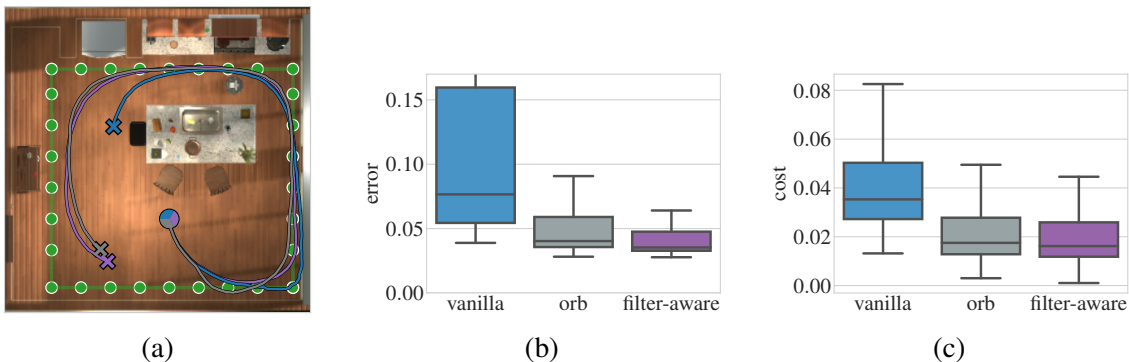 error
0.15
0.10
0.05
0.00
vanilla
orb
filter-aware
cost
0.08
0.06
0.04
0.02
0.00
vanilla
orb
filter-aware
(a)
(b)
(c)